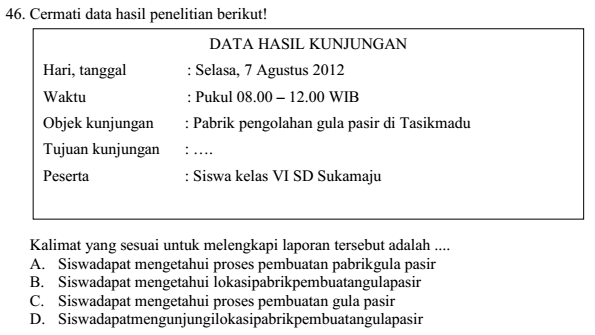 46. Cermati data hasil penelitian berikut!
DATA HASIL KUNJUNGAN
Hari, tanggal : Selasa, 7 Agustus 2012
Waktu : Pukul 08.00 – 12.00 WIB
Objek kunjungan : Pabrik pengolahan gula pasir di Tasikmadu
Tujuan kunjungan : ….
Peserta : Siswa kelas VI SD Sukamaju
Kalimat yang sesuai untuk melengkapi laporan tersebut adalah ....
A. Siswadapat mengetahui proses pembuatan pabrikgula pasir
B. Siswadapat mengetahui lokasipabrikpembuatangulapasir
C. Siswadapat mengetahui proses pembuatan gula pasir
D. Siswadapatmengunjungilokasipabrikpembuatangulapasir